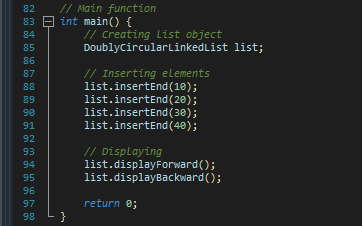 82 // Main function
83 int main() {
84 // Creating list object
85 DoublyCircularLinkedList list;
86
87 // Inserting elements
88 list.insertEnd(10);
89 list.insertEnd(20);
90 list.insertEnd(30);
91 list.insertEnd(40);
92
93 // Displaying
94 list.displayForward();
95 list.displayBackward();
96
97 return 0;
98 }